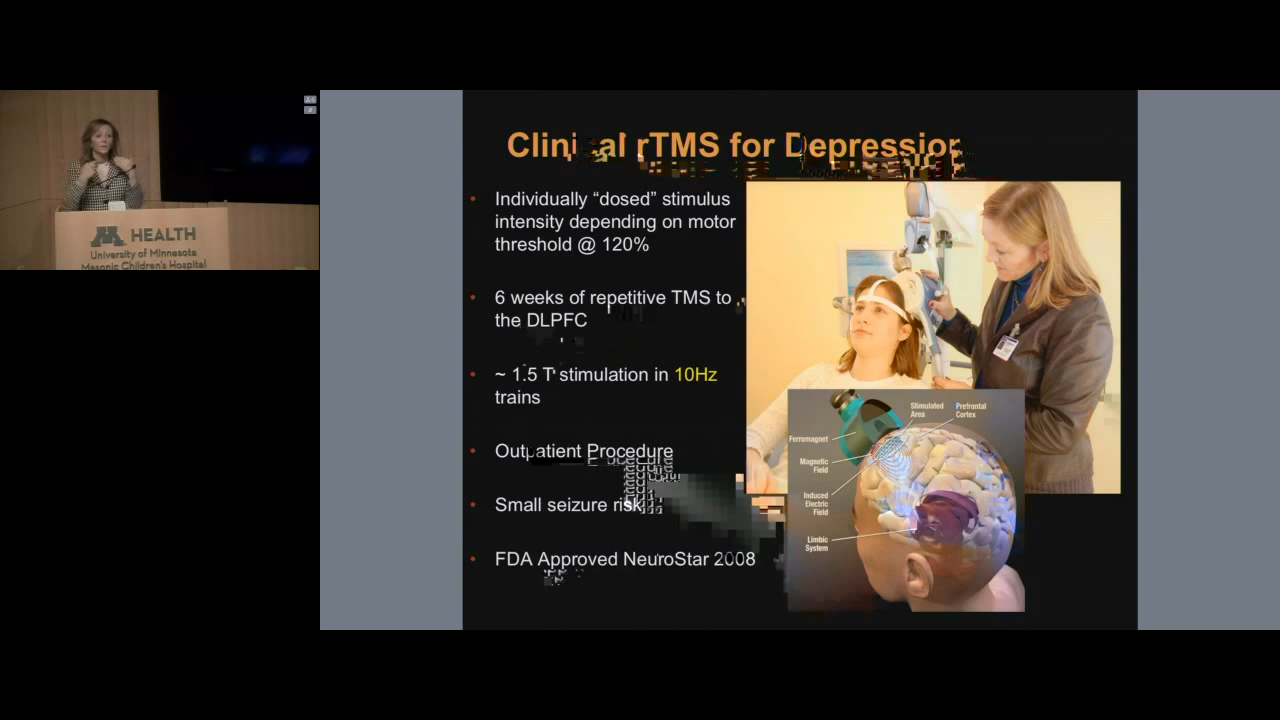 HEALTH
University of Minnesota
Masonic Children's Hospital
Clinical rTMS for Depression
• Individually “dosed” stimulus
intensity depending on motor
threshold @ 120%
• 6 weeks of repetitive TMS to
the DLPFC
• ~ 1.5 T stimulation in 10Hz
trains
• Outpatient Procedure
• Small seizure risk
• FDA Approved NeuroStar 2008
Stimulated
Area
Prefrontal
Cortex
Ferromagnet
Magnetic
Field
Induced
Electric
Field
Limbic
System